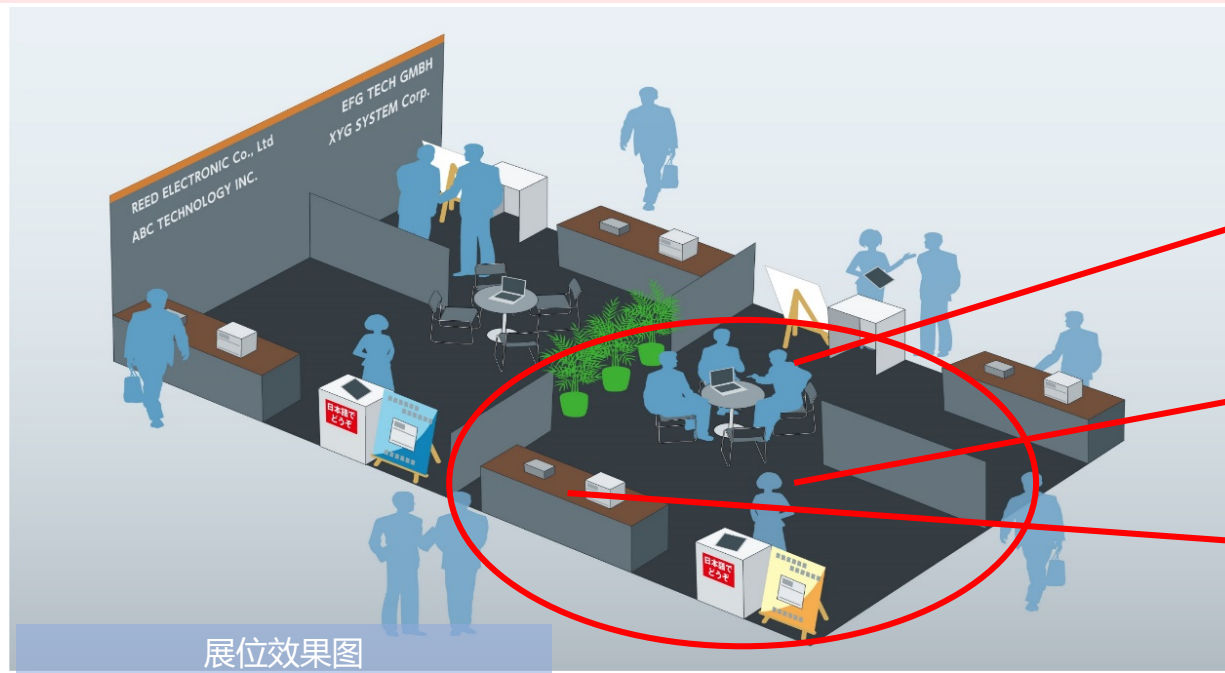 EFG TECH GMBH
XYG SYSTEM Corp.
REED ELECTRONIC Co., Ltd
ABC TECHNOLOGY INC.
日本語で
どうぞ
日本語で
どうぞ
展位效果图